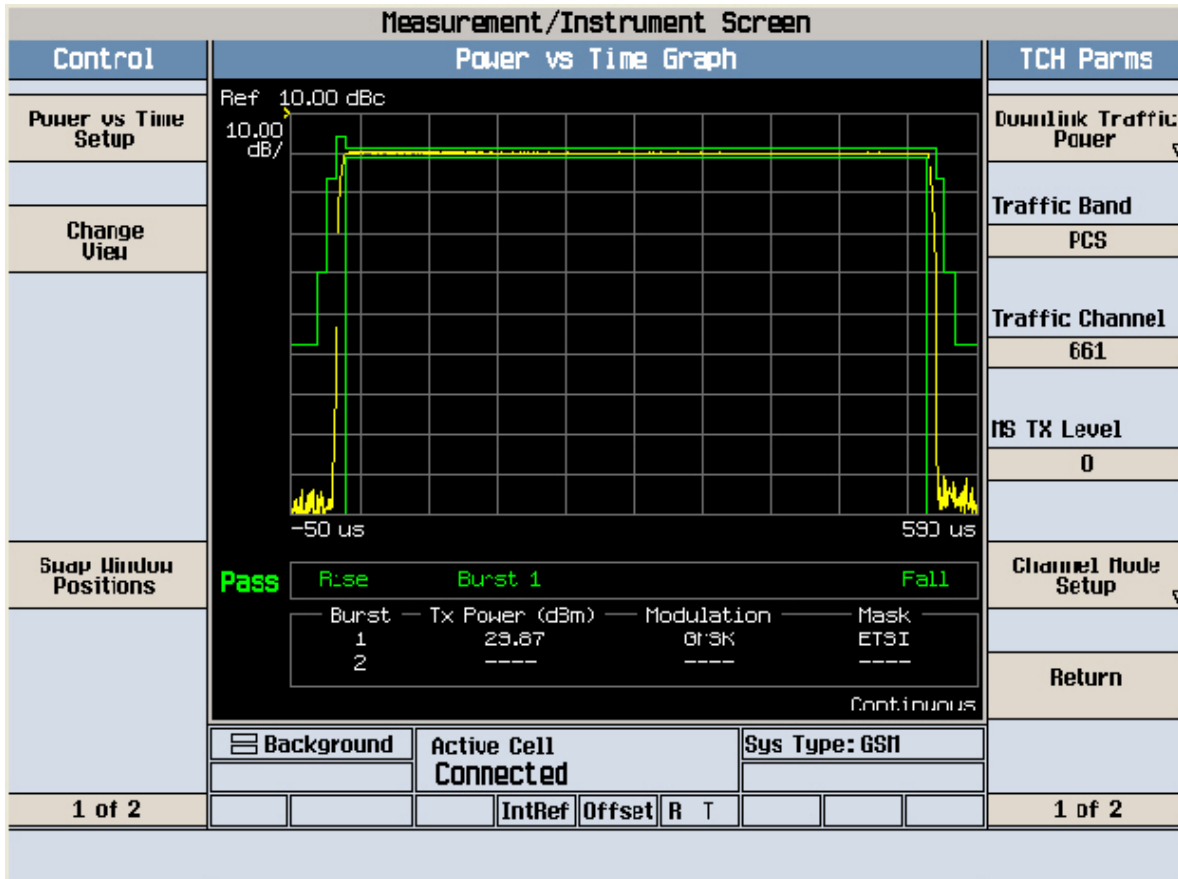 Measurement/Instrument Screen
Control
Power vs Time Graph
TCH Parms
Power vs Time
Setup
Change
View
Swap Window
Positions
1 of 2
Ref 10.00 dBc
10.00
dB/
-50 us
590 us
Pass
Rise
Burst 1
Fall
Burst
Tx Power (dBm)
Modulation
Mask
1
29.87
GMSK
ETSI
2
----
----
----
Continuous
Background
Active Cell
Connected
Sys Type: GSM
IntRef
Offset
R T
Downlink Traffic
Power
Traffic Band
PCS
Traffic Channel
661
MS TX Level
0
Channel Mode
Setup
Return
1 of 2